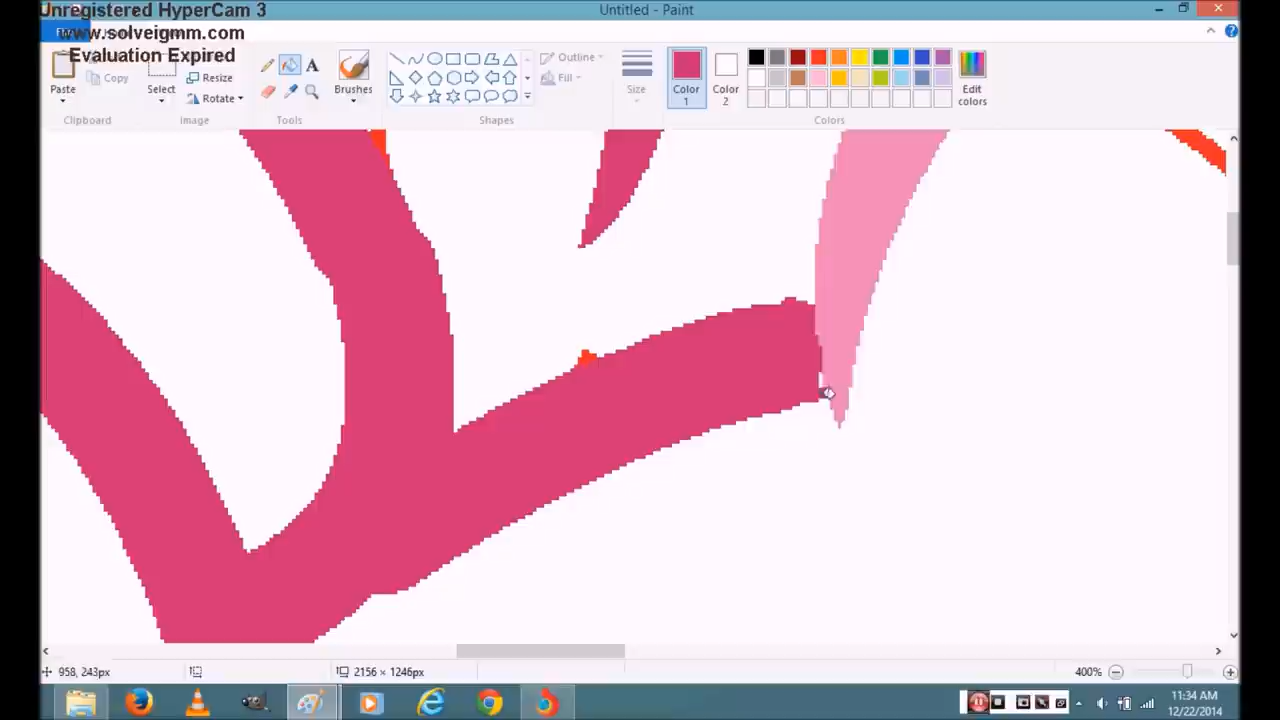 Unregistered HyperCam 3
www.solveigmm.com
Evaluation Expired
Untitled - Paint
Paste
Copy
Select
Resize
Rotate
A
Brushes
Outline
Fill
Size
Color 1
Color 2
Edit colors
Clipboard
Image
Tools
Shapes
Colors
958, 243px
2156 × 1246px
400%
11:34 AM
12/22/2014